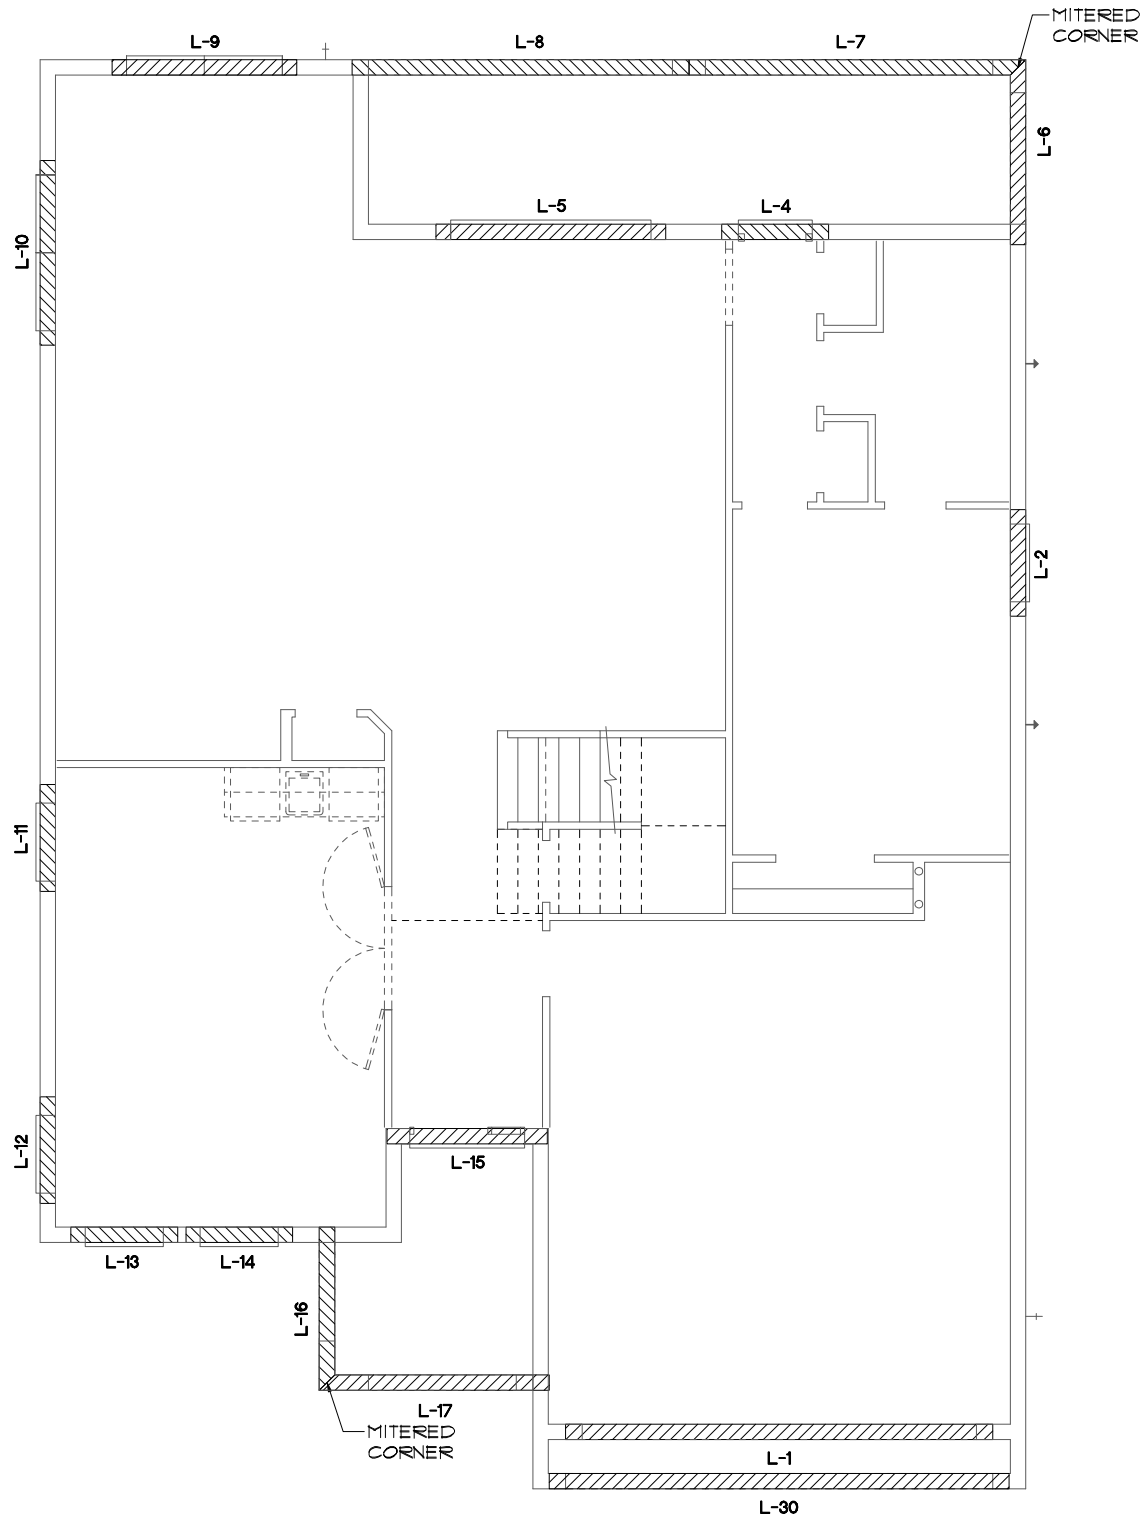 MITERED
CORNER
L-9
L-8
L-7
L-6
L-5
L-4
L-10
L-2
L-11
L-12
L-15
L-13
L-14
L-16
L-17
MITERED
CORNER
L-1
L-30